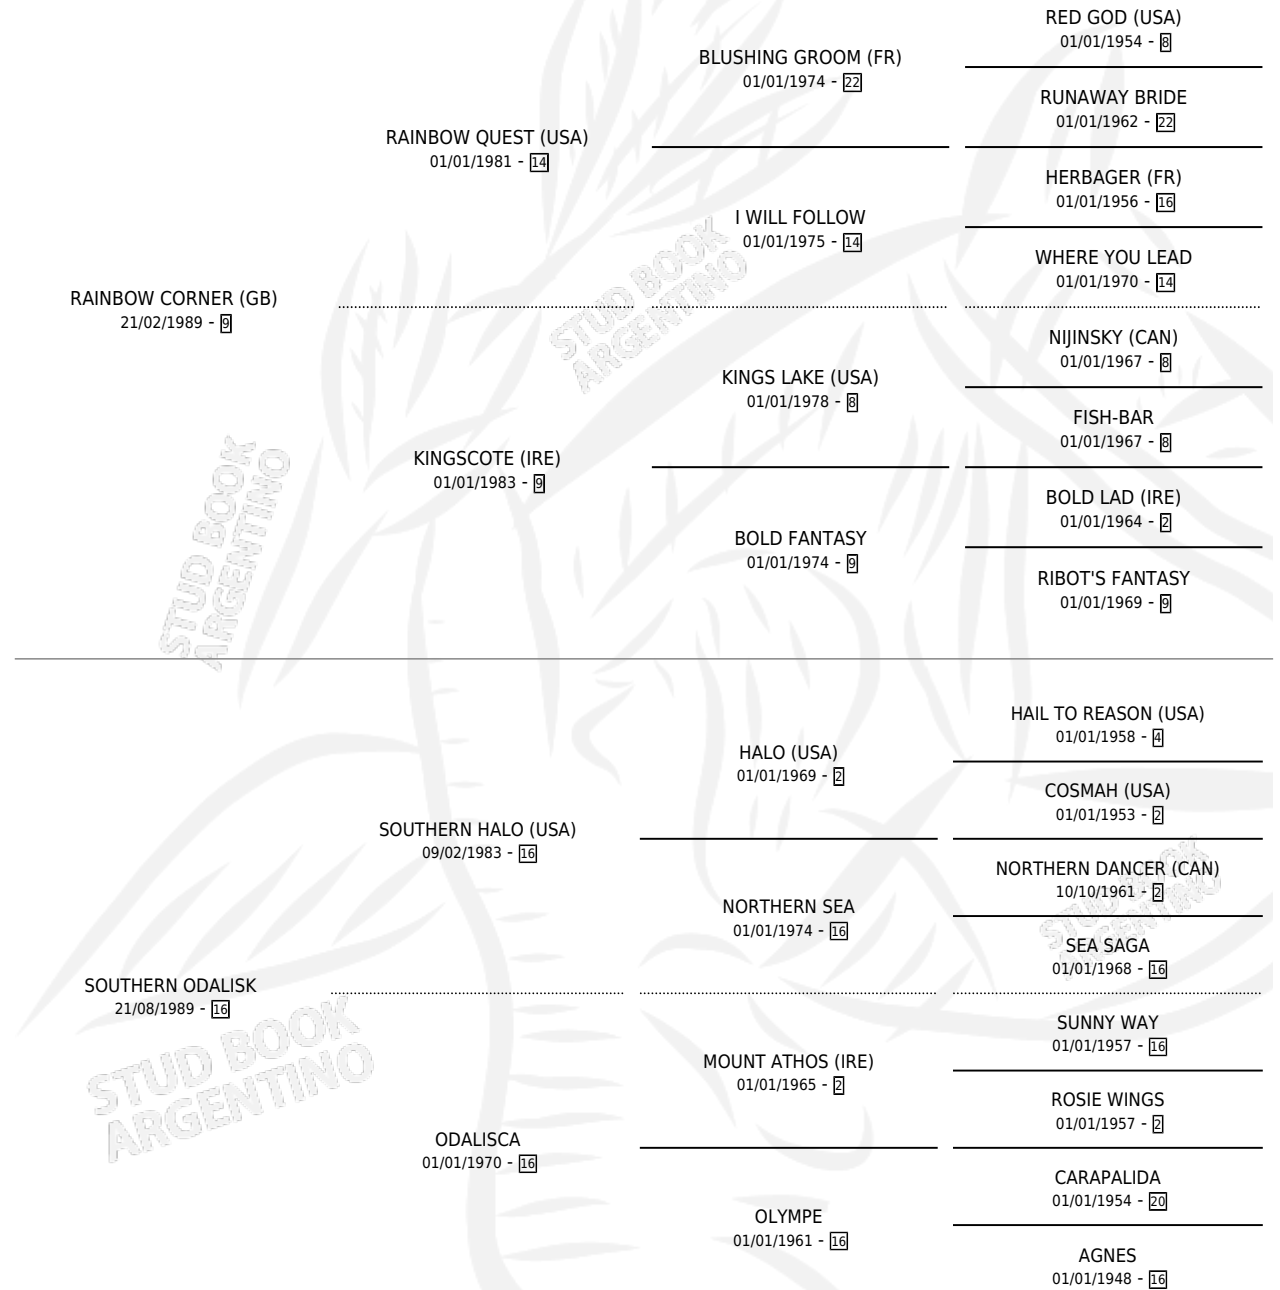 RED GOD (USA)
01/01/1954 - 8
BLUSHING GROOM (FR)
01/01/1974 - 22
RUNAWAY BRIDE
01/01/1962 - 22
RAINBOW QUEST (USA)
01/01/1981 - 14
HERBAGER (FR)
01/01/1956 - 16
I WILL FOLLOW
01/01/1975 - 14
WHERE YOU LEAD
01/01/1970 - 14
RAINBOW CORNER (GB)
21/02/1989 - 9
STUD BOOK
ARGENTINO
NIJINSKY (CAN)
01/01/1967 - 8
KINGS LAKE (USA)
01/01/1978 - 8
FISH-BAR
01/01/1967 - 8
KINGSCOTE (IRE)
01/01/1983 - 9
BOLD LAD (IRE)
01/01/1964 - 2
BOLD FANTASY
01/01/1974 - 9
RIBOT'S FANTASY
01/01/1969 - 9
STUD BOOK
ARGENTINO
HAIL TO REASON (USA)
01/01/1958 - 4
HALO (USA)
01/01/1969 - 2
COSMAH (USA)
01/01/1953 - 2
SOUTHERN HALO (USA)
09/02/1983 - 16
NORTHERN DANCER (CAN)
10/10/1961 - 2
NORTHERN SEA
01/01/1974 - 16
STUD BOOK
ARGENTINO
SEA SAGA
01/01/1968 - 16
SOUTHERN ODALISK
21/08/1989 - 16
SUNNY WAY
01/01/1957 - 16
MOUNT ATHOS (IRE)
01/01/1965 - 2
ROSIE WINGS
01/01/1957 - 2
STUD BOOK
ARGENTINO
ODALISCA
01/01/1970 - 16
CARAPALIDA
01/01/1954 - 20
OLYMPE
01/01/1961 - 16
AGNES
01/01/1948 - 16